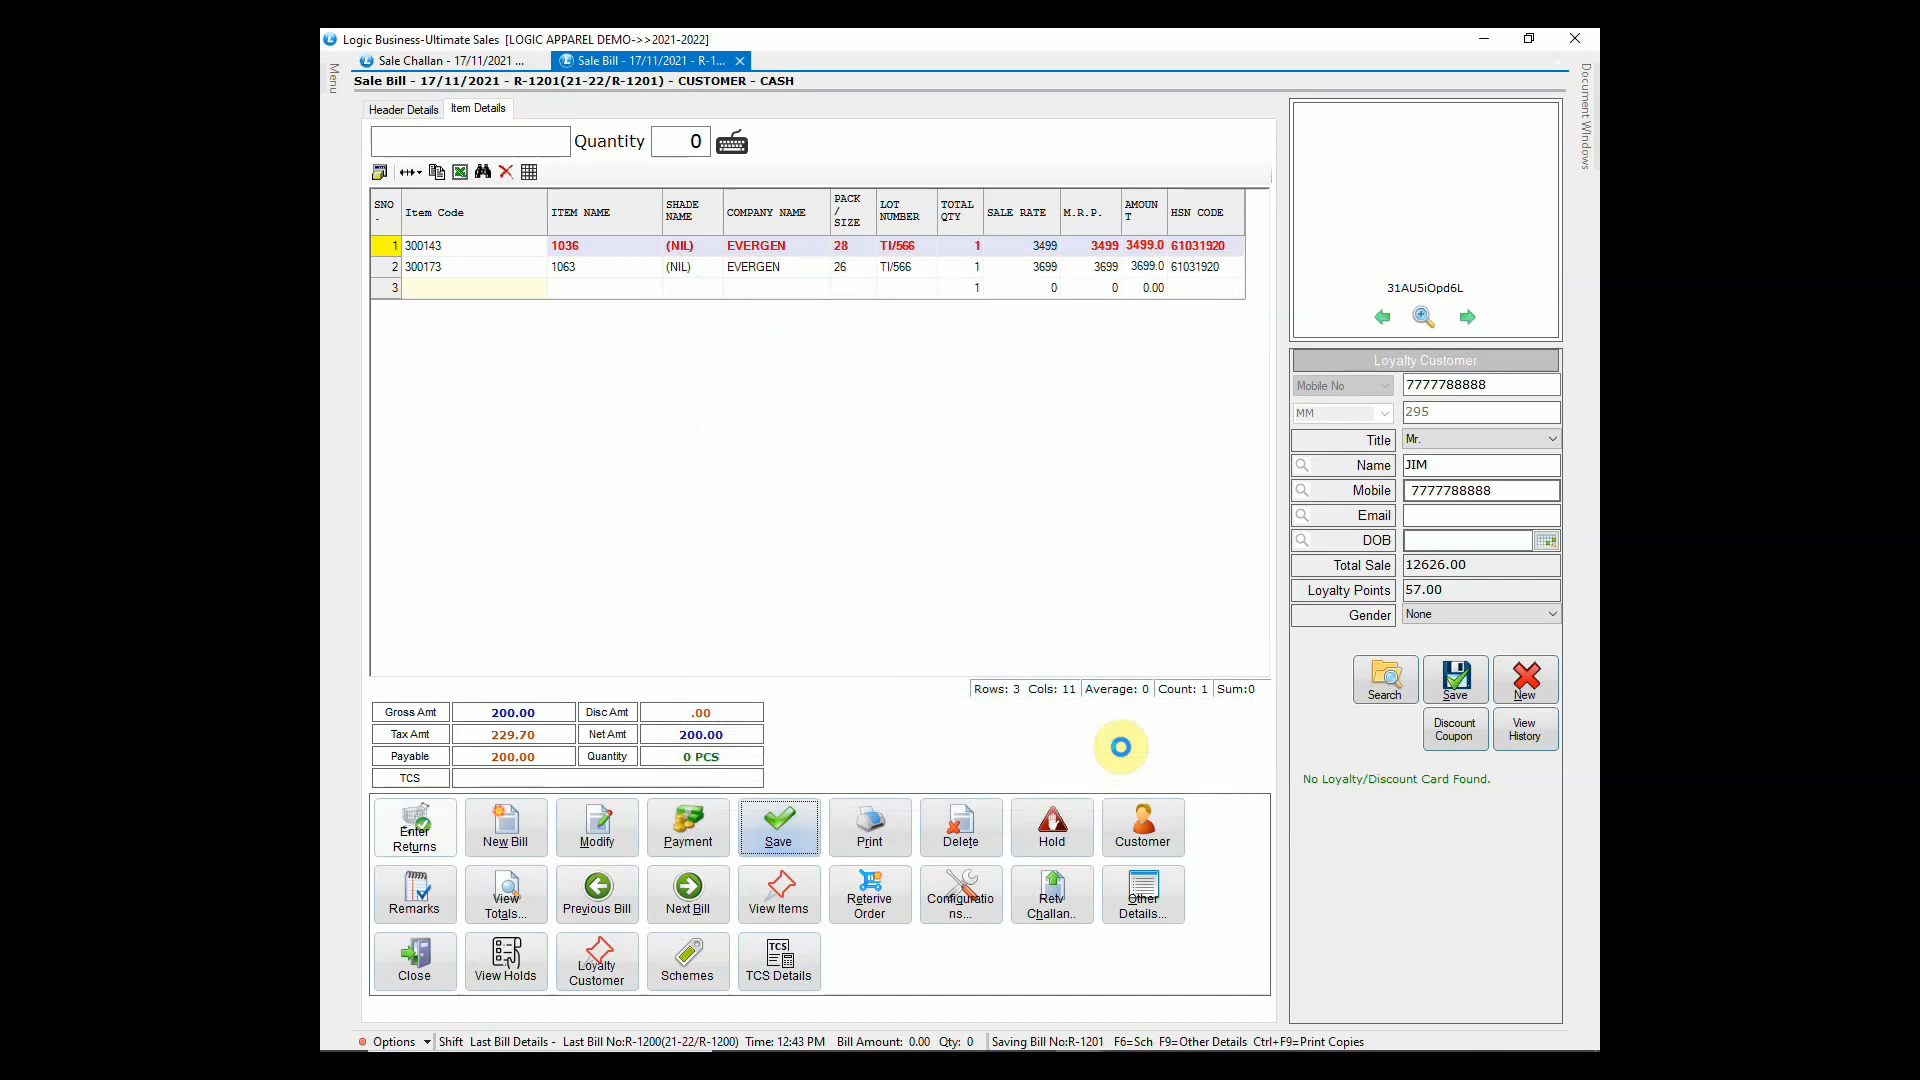 Logic Business-Ultimate Sales [LOGIC APPAREL DEMO->>2021-2022]
Menu
Sale Challan - 17/11/2021 ...
Sale Bill - 17/11/2021 - R-1...
Document Windows
Sale Bill - 17/11/2021 - R-1201(21-22/R-1201) - CUSTOMER - CASH
Header Details Item Details
Quantity 0
SNO. Item Code ITEM NAME SHADE NAME COMPANY NAME PACK / SIZE LOT NUMBER TOTAL QTY SALE RATE M.R.P. AMOUNT HSN CODE
1 300143 1036 (NIL) EVERGEN 28 TI/566 1 3499 3499 3499.0 61031920
2 300173 1063 (NIL) EVERGEN 26 TI/566 1 3699 3699 3699.0 61031920
3 1 0 0 0.00
Rows: 3 Cols: 11 Average: 0 Count: 1 Sum:0
Gross Amt 200.00 Disc Amt .00
Tax Amt 229.70 Net Amt 200.00
Payable 200.00 Quantity 0 PCS
TCS
Enter Returns
New Bill
Modify
Payment
Save
Print
Delete
Hold
Customer
Remarks
View Totals...
Previous Bill
Next Bill
View Items
Reterive Order
Configurations...
Retv Challan..
Other Details...
Close
View Holds
Loyalty Customer
Schemes
TCS Details
31AU5iOpd6L
Loyalty Customer
Mobile No 7777788888
MM 295
Title Mr.
Name JIM
Mobile 7777788888
Email
DOB
Total Sale 12626.00
Loyalty Points 57.00
Gender None
Search
Save
New
Discount Coupon
View History
No Loyalty/Discount Card Found.
Options Shift Last Bill Details - Last Bill No:R-1200(21-22/R-1200) Time: 12:43 PM Bill Amount: 0.00 Qty: 0 Saving Bill No:R-1201 F6=Sch F9=Other Details Ctrl+F9=Print Copies